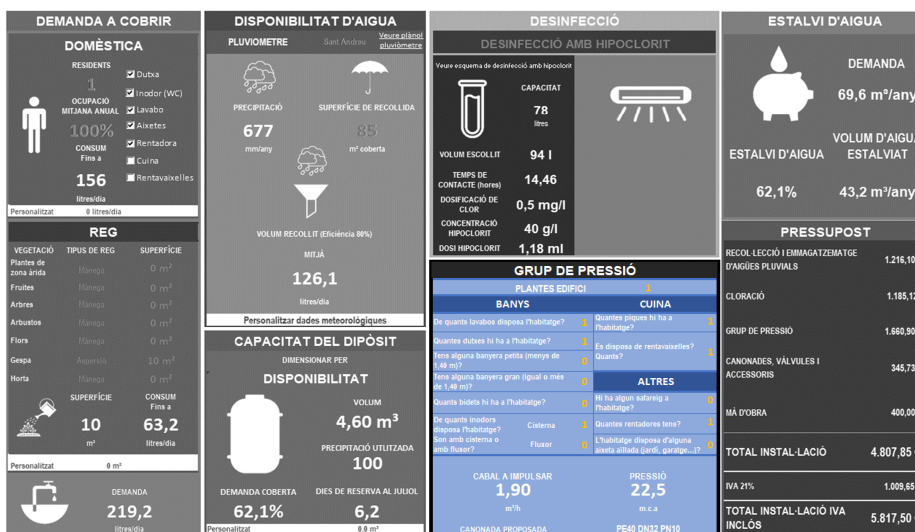 DEMANDA A COBRIR
DOMÈSTICA
RESIDENTS
1
OCUPACIÓ
MITJANA ANUAL
100%
CONSUM
Fins a
156
litres/dia
Dutxa
Inodor (WC)
Lavabo
Aixetes
Rentadora
Cuina
Rentavaixelles
Personalitzat 0 litres/dia
REG
VEGETACIÓ TIPUS DE REG SUPERFÍCIE
Plantes de
zona àrida Mànega 0 m²
Fruites Mànega 0 m²
Arbres Mànega 0 m²
Arbustos Mànega 0 m²
Flors Mànega 0 m²
Gespa Aspersió 10 m²
Horta Mànega 0 m²
SUPERFÍCIE CONSUM
Fins a
10 63,2
m² litres/dia
Personalitzat 0 m²
DEMANDA
219,2
litres/dia
DISPONIBILITAT D'AIGUA
PLUVIOMETRE Sant Andreu Veure plànol
pluviòmetre
PRECIPITACIÓ SUPERFÍCIE DE RECOLLIDA
677 85
mm/any m² coberta
VOLUM RECOLLIT (Eficiència 80%)
MITJÀ
126,1
litres/dia
Personalitzar dades meteorològiques
CAPACITAT DEL DIPÒSIT
DIMENSIONAR PER
DISPONIBILITAT
VOLUM
4,60 m³
PRECIPITACIÓ UTLITZADA
100
DEMANDA COBERTA DIES DE RESERVA AL JULIOL
62,1% 6,2
Personalitzat 0,0 m³
DESINFECCIÓ
DESINFECCIÓ AMB HIPOCLORIT
Veure esquema de desinfecció amb hipoclorit
CAPACITAT
78
litres
VOLUM ESCOLLIT 94 l
TEMPS DE
CONTACTE (hores) 14,46
DOSIFICACIÓ DE
CLOR 0,5 mg/l
CONCENTRACIÓ
HIPOCLORIT 40 g/l
DOSI HIPOCLORIT 1,18 ml
GRUP DE PRESSIÓ
PLANTES EDIFICI 1
BANYS
De quants lavabos disposa l'habitatge? 1
Quantes dutxes hi ha a l'habitatge? 1
Tens alguna banyera petita (menys de
1,40 m)? 0
Tens alguna banyera gran (igual o més
de 1,40 m)? 0
Quants bidets hi ha a l'habitatge? 0
De quants inodors
disposa l'habitatge? Cisterna 1
Són amb cisterna o
amb fluxor? Fluxor 0
CUINA
Quantes piques hi ha a
l'habitatge? 1
Es disposa de rentavaixelles?
Quants? 1
ALTRES
Hi ha algun safareig a
l'habitatge? 0
Quantes rentadores tens? 1
L'habitatge disposa d'alguna
aixeta aïllada (jardí, garatge...)? 0
CABAL A IMPULSAR PRESSIÓ
1,90 22,5
m³/h m.c.a
CANONADA PROPOSADA PE40 DN32 PN10
ESTALVI D'AIGUA
DEMANDA
69,6 m³/any
ESTALVI D'AIGUA VOLUM D'AIGUA
ESTALVIAT
62,1% 43,2 m³/any
PRESSUPOST
RECOL·LECCIÓ I EMMAGATZEMATGE
D'AIGÜES PLUVIALS 1.216,10
CLORACIÓ 1.185,12
GRUP DE PRESSIÓ 1.660,90
CANONADES, VÀLVULES I
ACCESSORIS 345,73
MÀ D'OBRA 400,00
TOTAL INSTAL·LACIÓ 4.807,85
IVA 21% 1.009,65
TOTAL INSTAL·LACIÓ IVA
INCLÒS 5.817,50